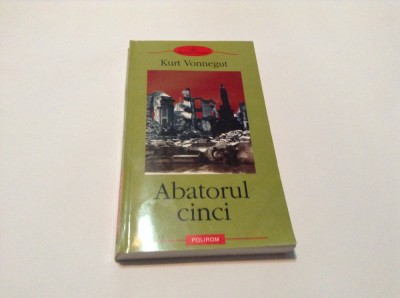 Kurt Vonnegut
Abatorul
cinci
POLIROM